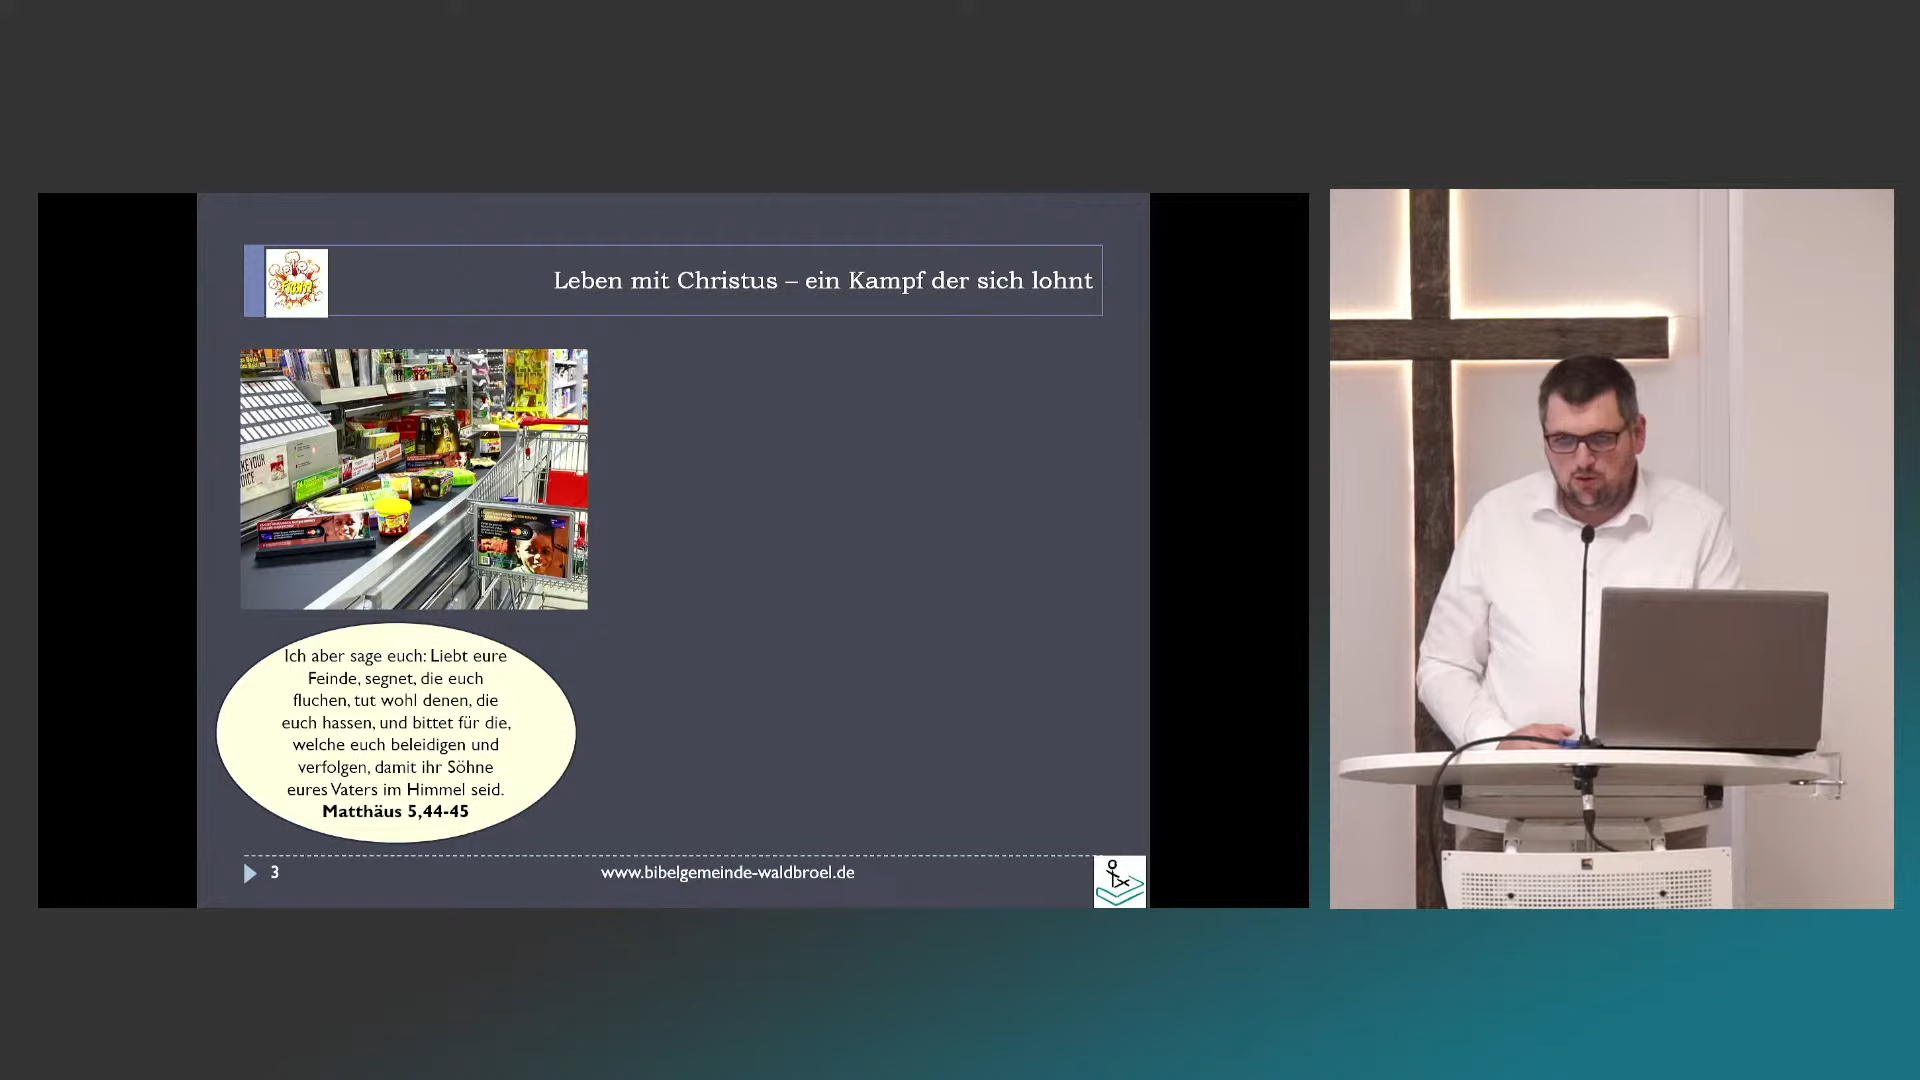 Leben mit Christus – ein Kampf der sich lohnt
Ich aber sage euch: Liebt eure
Feinde, segnet, die euch
fluchen, tut wohl denen, die
euch hassen, und bittet für die,
welche euch beleidigen und
verfolgen, damit ihr Söhne
eures Vaters im Himmel seid.
Matthäus 5,44-45
3
www.bibelgemeinde-waldbroel.de